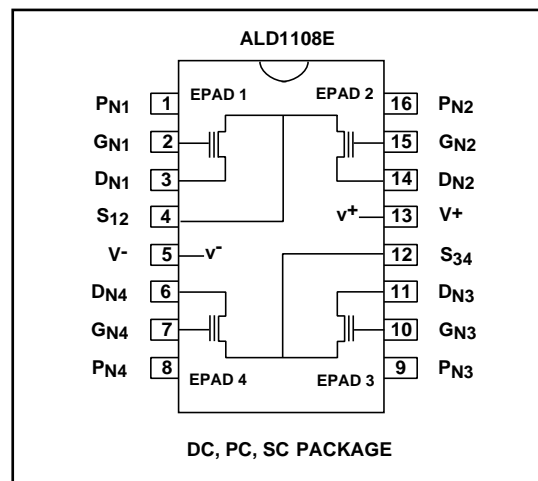 ALD1108E
EPAD 1 EPAD 2
PN1 1 16 PN2
GN1 2 15 GN2
DN1 3 14 DN2
S12 4 v+ 13 V+
V- 5 v- 12 S34
DN4 6 11 DN3
GN4 7 10 GN3
PN4 8 9 PN3
EPAD 4 EPAD 3
DC, PC, SC PACKAGE